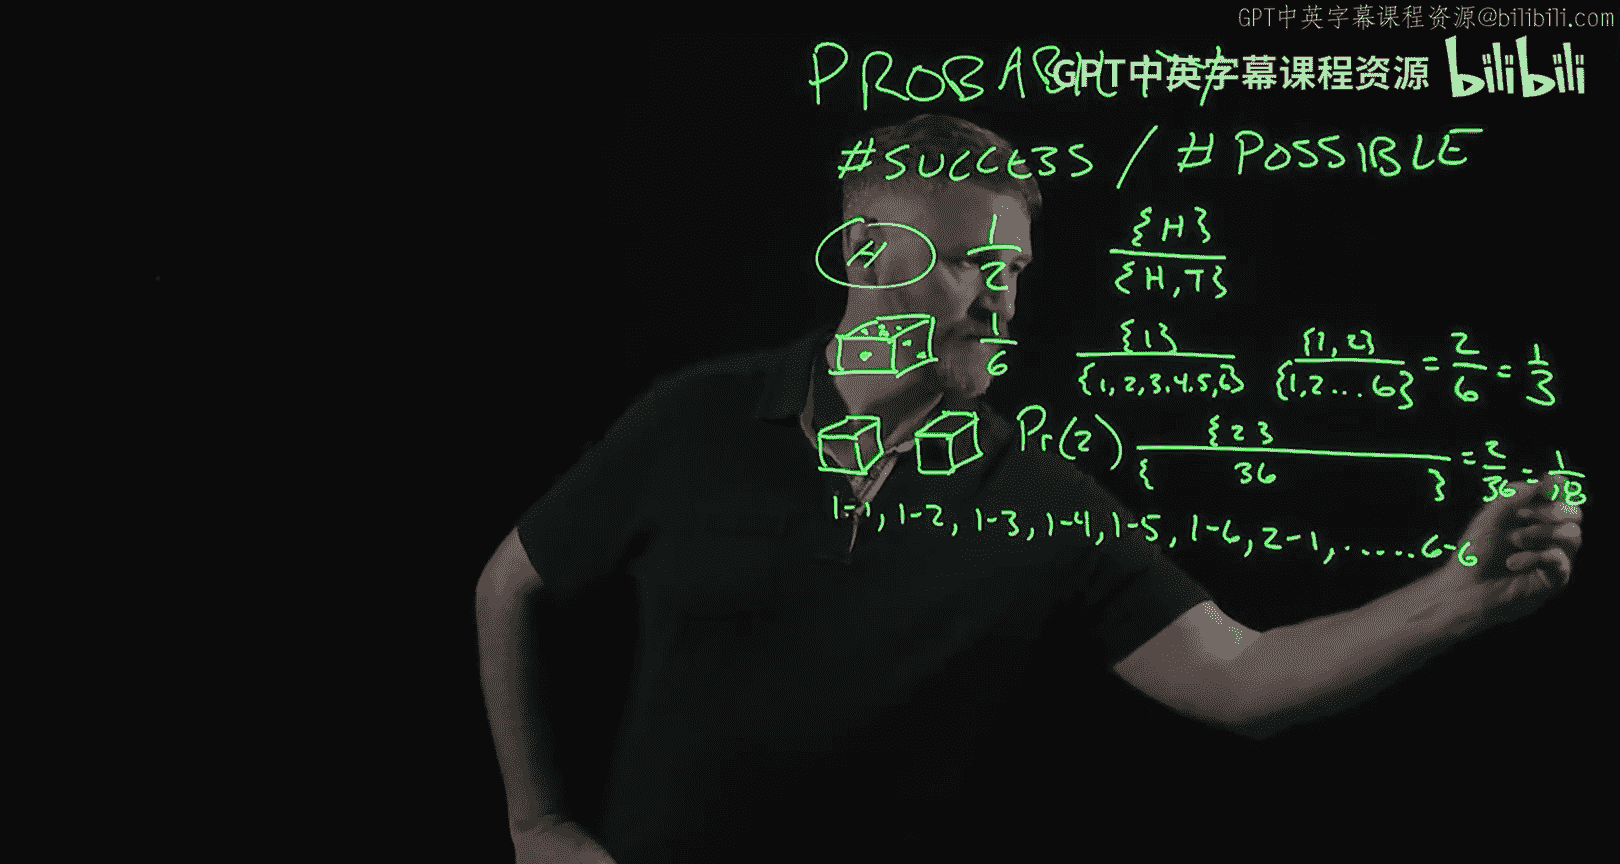 GPT中英字幕课程资源@bilibili.com
PROBABILITY
GPT中英字幕课程资源 bilibili
#SUCCESS / #POSSIBLE
H 1/2 {H}/{H,T}
1/6 {1}/{1,2,3.4.5,6} {1,2}/{1,2...6} = 2/6 = 1/3
Pr(2) {2}/{36} = 2/36 = 1/18
1-1, 1-2, 1-3, 1-4, 1-5, 1-6, 2-1, ...... 6-6